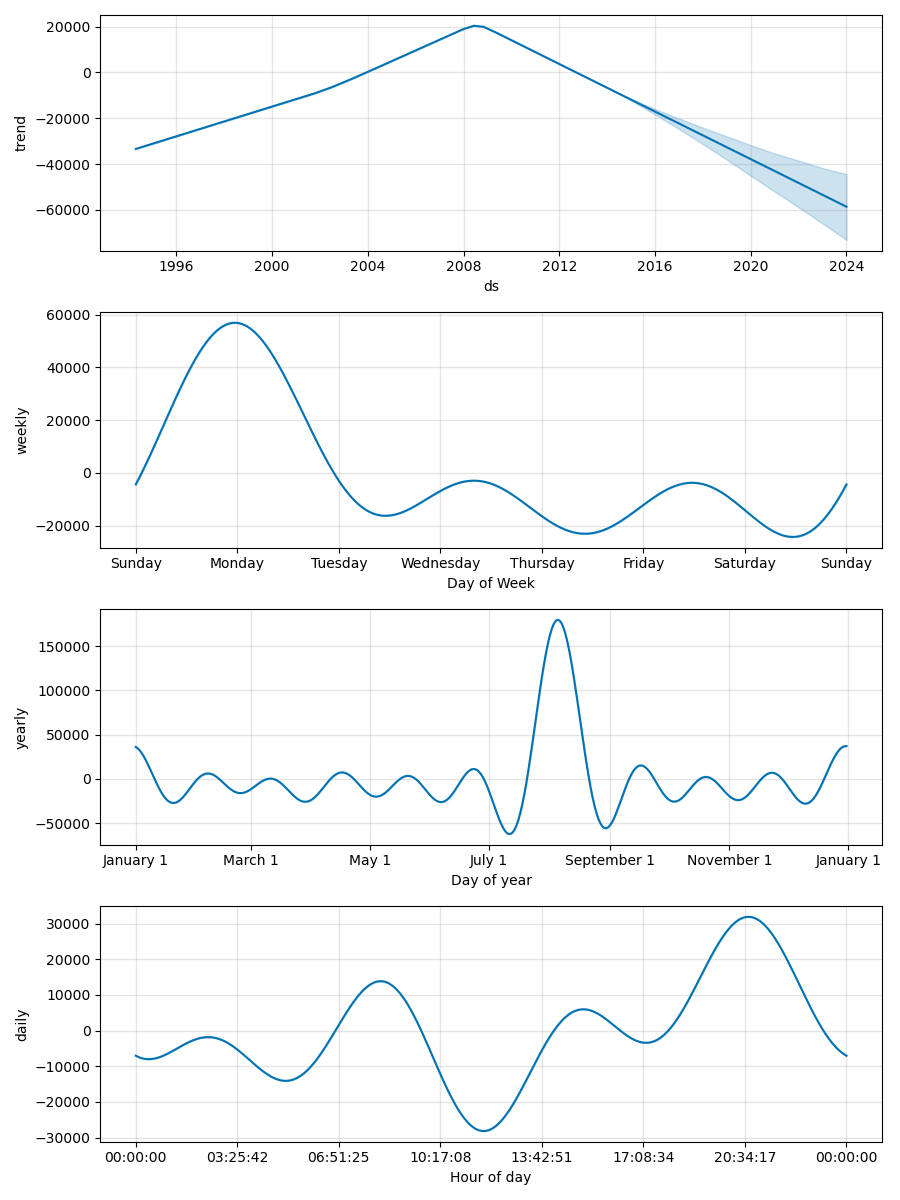 20000
0
−20000
−40000
−60000
trend
1996 2000 2004 2008 2012 2016 2020 2024
ds
60000
40000
20000
0
−20000
weekly
Sunday Monday Tuesday Wednesday Thursday Friday Saturday Sunday
Day of Week
150000
100000
50000
0
−50000
yearly
January 1 March 1 May 1 July 1 September 1 November 1 January 1
Day of year
30000
20000
10000
0
−10000
−20000
−30000
daily
00:00:00 03:25:42 06:51:25 10:17:08 13:42:51 17:08:34 20:34:17 00:00:00
Hour of day